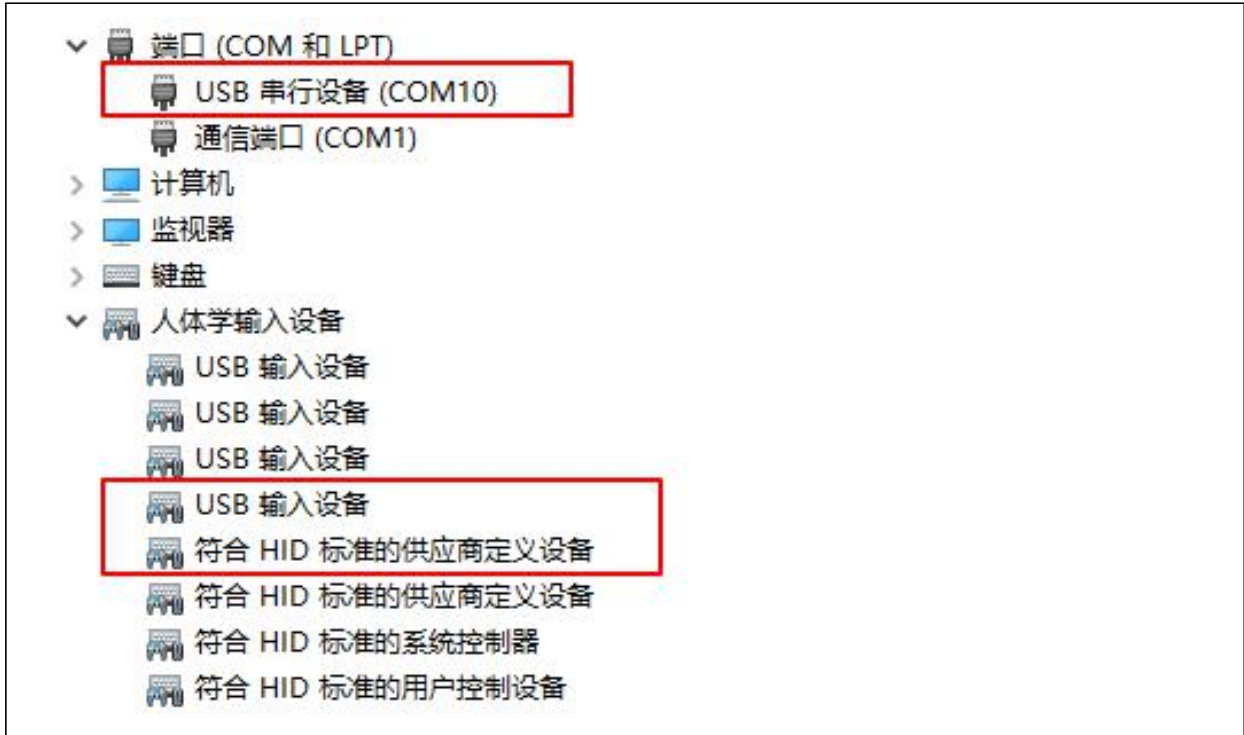 端口 (COM 和 LPT)
USB 串行设备 (COM10)
通信端口 (COM1)
计算机
监视器
键盘
人体学输入设备
USB 输入设备
USB 输入设备
USB 输入设备
USB 输入设备
符合 HID 标准的供应商定义设备
符合 HID 标准的供应商定义设备
符合 HID 标准的系统控制器
符合 HID 标准的用户控制设备